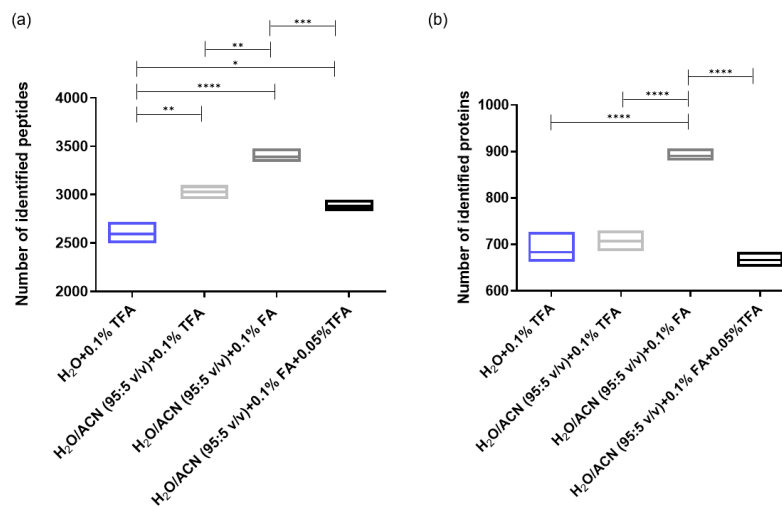 (a)
***
**
*
****
**
4000
3500
3000
2500
2000
Number of identified peptides
H₂O+0.1% TFA
H₂O/ACN (95:5 v/v)+0.1% TFA
H₂O/ACN (95:5 v/v)+0.1% FA
H₂O/ACN (95:5 v/v)+0.1% FA+0.05%TFA
(b)
****
****
****
1000
900
800
700
600
Number of identified proteins
H₂O+0.1% TFA
H₂O/ACN (95:5 v/v)+0.1% TFA
H₂O/ACN (95:5 v/v)+0.1% FA
H₂O/ACN (95:5 v/v)+0.1% FA+0.05%TFA